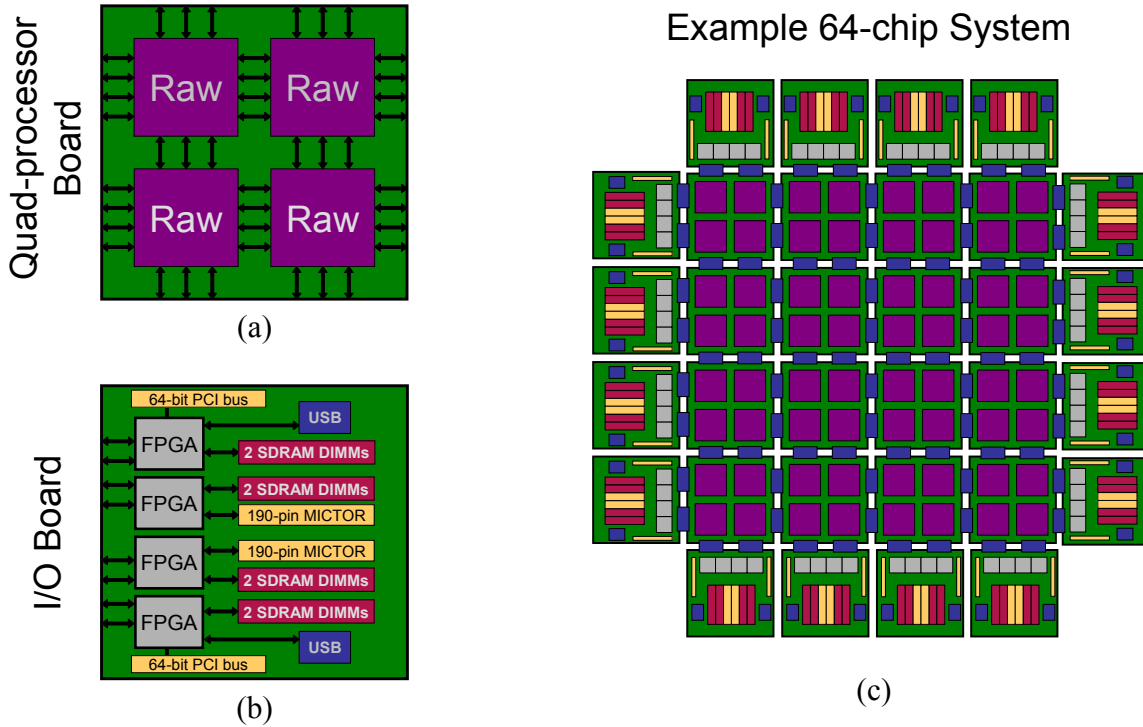 Quad-processor
Board
Raw Raw
Raw Raw
(a)
I/O Board
64-bit PCI bus
FPGA
USB
2 SDRAM DIMMs
FPGA
2 SDRAM DIMMs
190-pin MICTOR
FPGA
190-pin MICTOR
2 SDRAM DIMMs
FPGA
2 SDRAM DIMMs
USB
64-bit PCI bus
(b)
Example 64-chip System
(c)